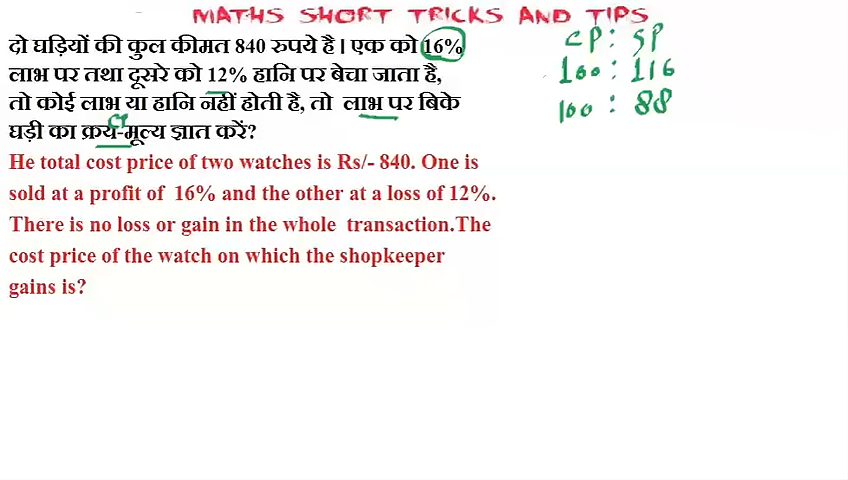 MATHS SHORT TRICKS AND TIPS
दो घड़ियों की कुल कीमत 840 रुपये है। एक को 16%
लाभ पर तथा दूसरे को 12% हानि पर बेचा जाता है,
तो कोई लाभ या हानि नहीं होती है, तो लाभ पर बिके
घड़ी का क्रय-मूल्य ज्ञात करें?
He total cost price of two watches is Rs/- 840. One is
sold at a profit of 16% and the other at a loss of 12%.
There is no loss or gain in the whole transaction.The
cost price of the watch on which the shopkeeper
gains is?
CP : SP
100 : 116
100 : 88